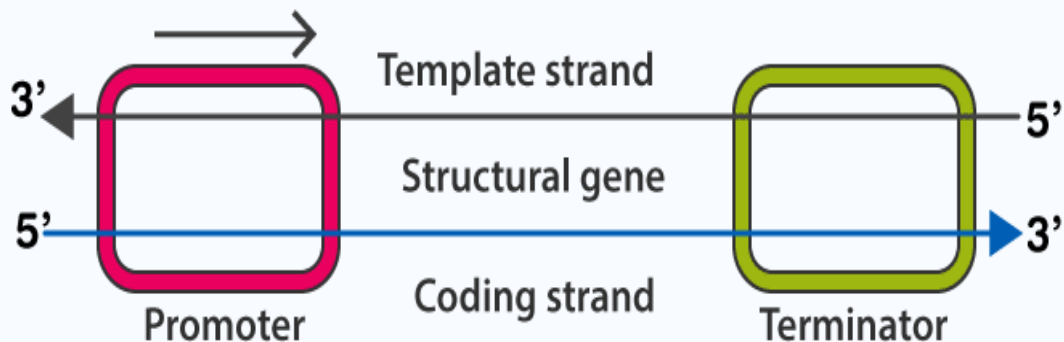 Template strand
3’
5’
Structural gene
5’
3’
Coding strand
Promoter
Terminator